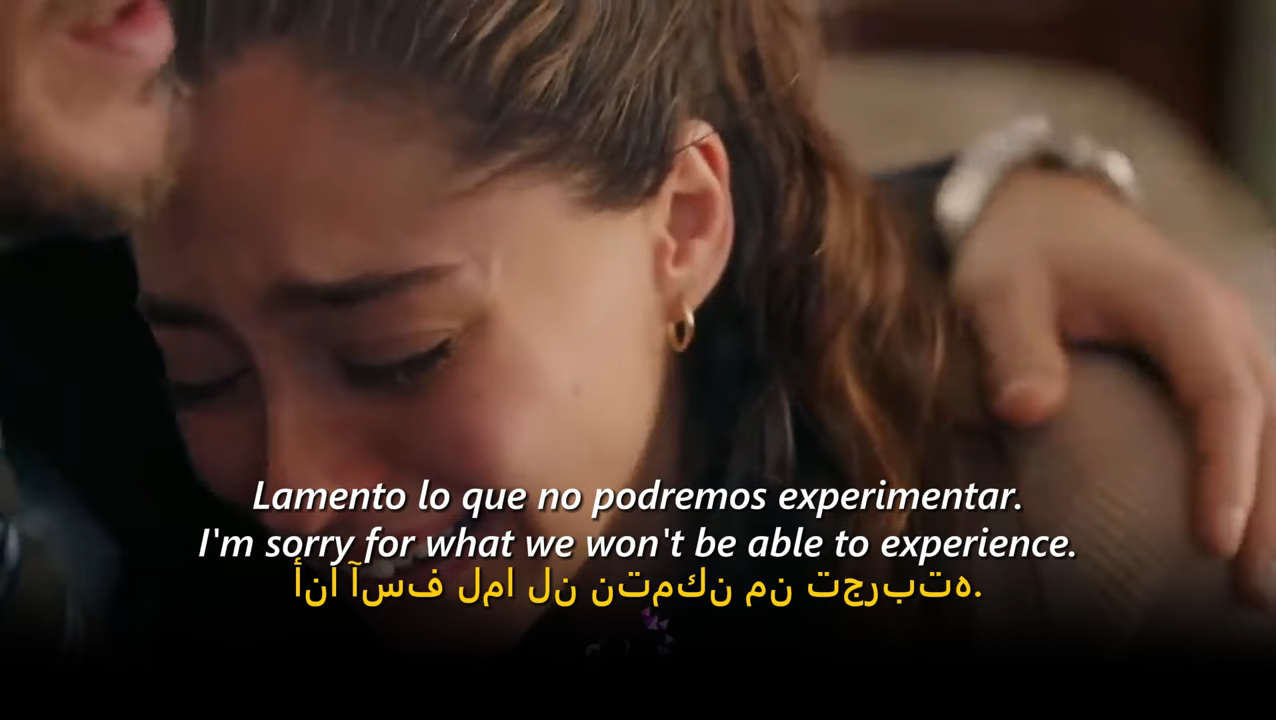 Lamento lo que no podremos experimentar.
I'm sorry for what we won't be able to experience.
أنا آسف لما لن نتمكن من تجربته.